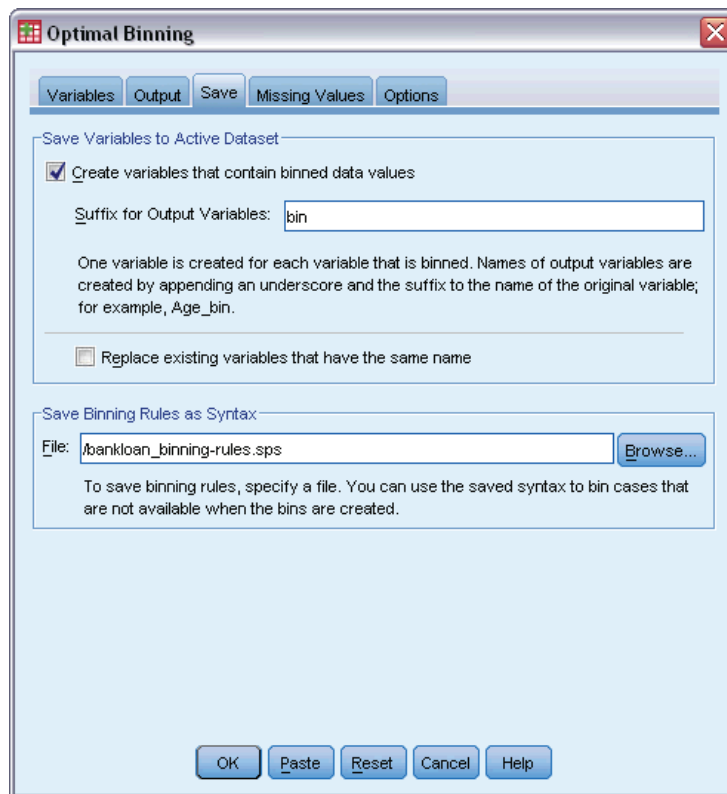 Optimal Binning
Variables Output Save Missing Values Options
Save Variables to Active Dataset
Create variables that contain binned data values
Suffix for Output Variables: bin
One variable is created for each variable that is binned. Names of output variables are
created by appending an underscore and the suffix to the name of the original variable;
for example, Age_bin.
Replace existing variables that have the same name
Save Binning Rules as Syntax
File: /bankloan_binning-rules.sps Browse...
To save binning rules, specify a file. You can use the saved syntax to bin cases that
are not available when the bins are created.
OK Paste Reset Cancel Help